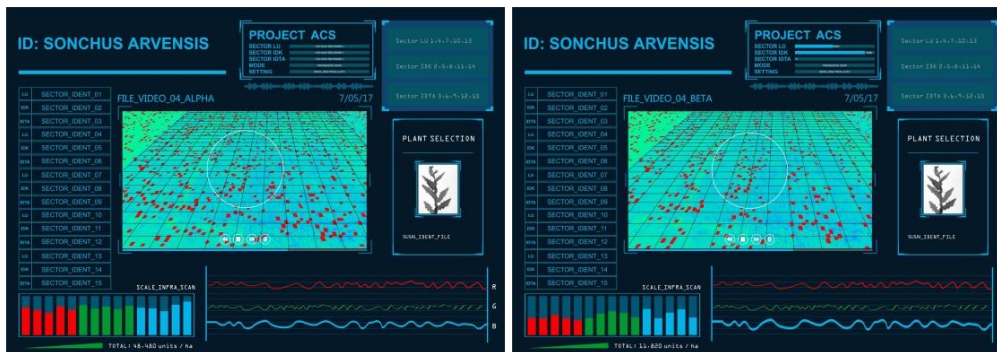 ID: SONCHUS ARVENSIS
PROJECT ACS
SECTOR LU
SECTOR IDK
SECTOR IDTA
MODE
SETTING
Sector LU 1-4-7-10-13
Sector IDK 2-5-8-11-14
Sector IDTA 3-6-9-12-15
FILE_VIDEO_04_ALPHA 7/05/17
LU SECTOR_IDENT_01
IDK SECTOR_IDENT_02
IDTA SECTOR_IDENT_03
LU SECTOR_IDENT_04
IDK SECTOR_IDENT_05
IDTA SECTOR_IDENT_06
LU SECTOR_IDENT_07
IDK SECTOR_IDENT_08
IDTA SECTOR_IDENT_09
LU SECTOR_IDENT_10
IDK SECTOR_IDENT_11
IDTA SECTOR_IDENT_12
LU SECTOR_IDENT_13
IDK SECTOR_IDENT_14
IDTA SECTOR_IDENT_15
PLANT SELECTION
SUSAL_IDENT_FILE
SCALE_INFRA_SCAN
R
G
B
TOTAL: 48.480 units / ha
ID: SONCHUS ARVENSIS
PROJECT ACS
SECTOR LU
SECTOR IDK
SECTOR IDTA
MODE
SETTING
Sector LU 1-4-7-10-13
Sector IDK 2-5-8-11-14
Sector IDTA 3-6-9-12-15
FILE_VIDEO_04_BETA 7/05/17
LU SECTOR_IDENT_01
IDK SECTOR_IDENT_02
IDTA SECTOR_IDENT_03
LU SECTOR_IDENT_04
IDK SECTOR_IDENT_05
IDTA SECTOR_IDENT_06
LU SECTOR_IDENT_07
IDK SECTOR_IDENT_08
IDTA SECTOR_IDENT_09
LU SECTOR_IDENT_10
IDK SECTOR_IDENT_11
IDTA SECTOR_IDENT_12
LU SECTOR_IDENT_13
IDK SECTOR_IDENT_14
IDTA SECTOR_IDENT_15
PLANT SELECTION
SUSAL_IDENT_FILE
SCALE_INFRA_SCAN
R
G
B
TOTAL: 11.820 units / ha